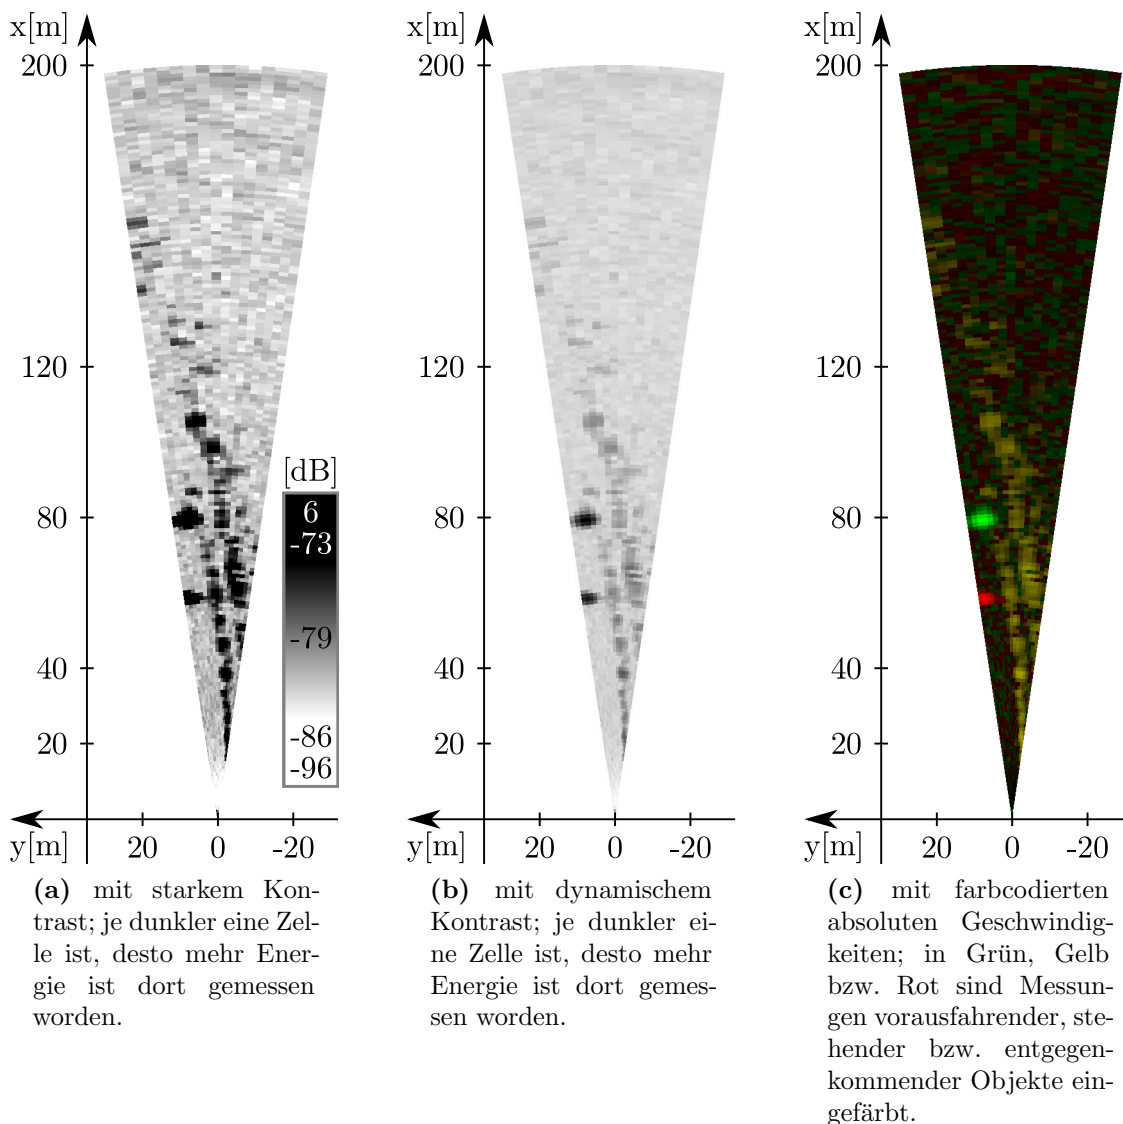 x[m]
200
120
80
40
20
y[m]
20
0
-20
[dB]
6
-73
-79
-86
-96
(a) mit starkem Kon-
trast; je dunkler eine Zel-
le ist, desto mehr Ener-
gie ist dort gemessen
worden.
x[m]
200
120
80
40
20
y[m]
20
0
-20
(b) mit dynamischem
Kontrast; je dunkler ei-
ne Zelle ist, desto mehr
Energie ist dort gemes-
sen worden.
x[m]
200
120
80
40
20
y[m]
20
0
-20
(c) mit farbcodierten
absoluten Geschwindig-
keiten; in Grün, Gelb
bzw. Rot sind Messun-
gen vorausfahrender, ste-
hender bzw. entgegen-
kommender Objekte ein-
gefärbt.